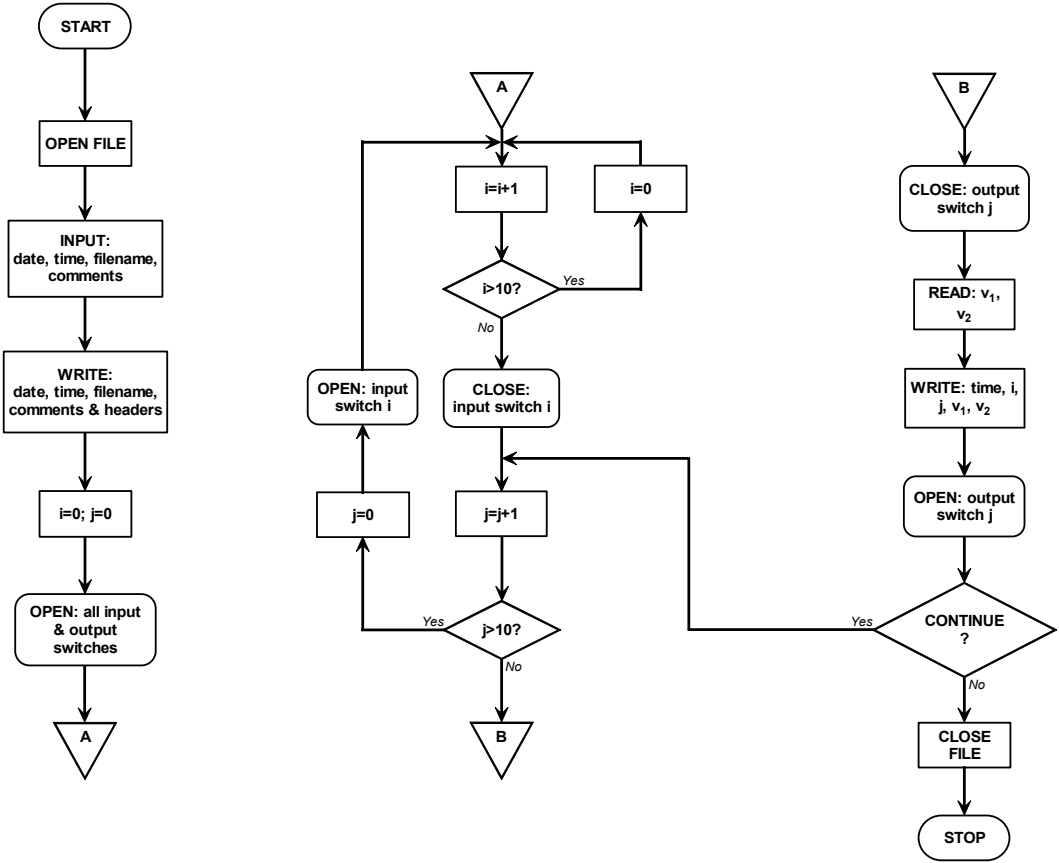 START
OPEN FILE
INPUT:
date, time, filename,
comments
WRITE:
date, time, filename,
comments & headers
i=0; j=0
OPEN: all input
& output
switches
A
A
i=i+1
i=0
i>10?
Yes
No
OPEN: input
switch i
CLOSE:
input switch i
j=0
j=j+1
Yes
j>10?
No
B
B
CLOSE: output
switch j
READ: v₁,
v₂
WRITE: time, i,
j, v₁, v₂
OPEN: output
switch j
Yes
CONTINUE
?
No
CLOSE
FILE
STOP